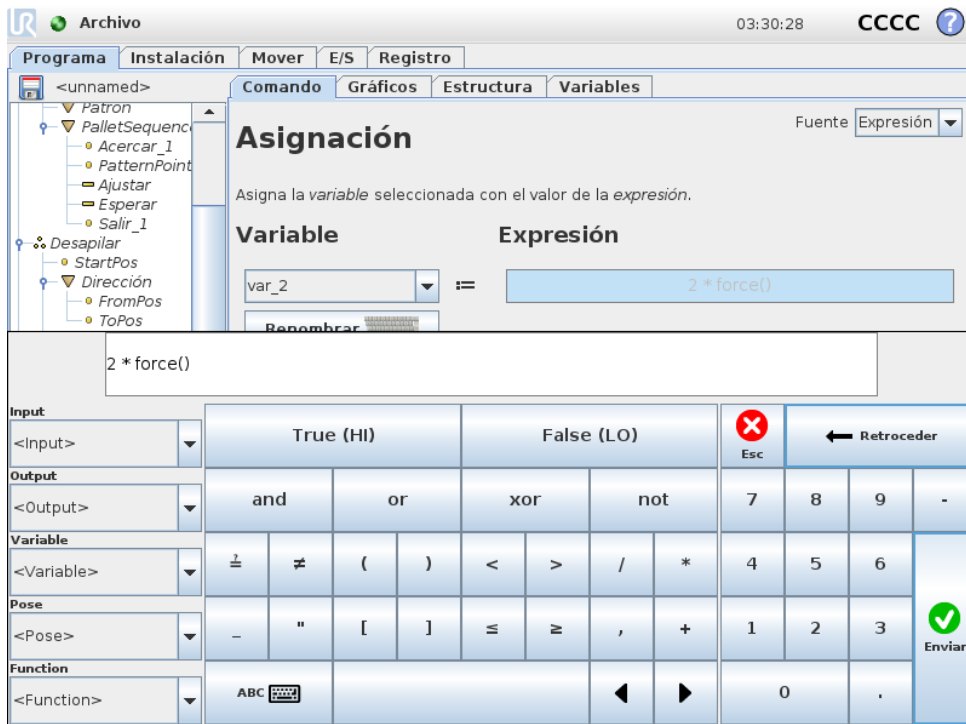 UR Archivo 03:30:28 CCCC ?
Programa Instalación Mover E/S Registro
<unnamed> Comando Gráficos Estructura Variables
Patrón
PalletSequenc
Acercar_1
PatternPoint
Ajustar
Esperar
Salir_1
Desapilar
StartPos
Dirección
FromPos
ToPos
Fuente Expresión
Asignación
Asigna la variable seleccionada con el valor de la expresión.
Variable Expresión
var_2 := 2 * force()
Renombrar
2 * force()
Input
<Input>
Output
<Output>
Variable
<Variable>
Pose
<Pose>
Function
<Function>
True (HI) False (LO) Esc Retroceder
and or xor not 7 8 9 -
≟ ≠ ( ) < > / * 4 5 6
_ " [ ] ≤ ≥ , + 1 2 3 Enviar
ABC 0 .